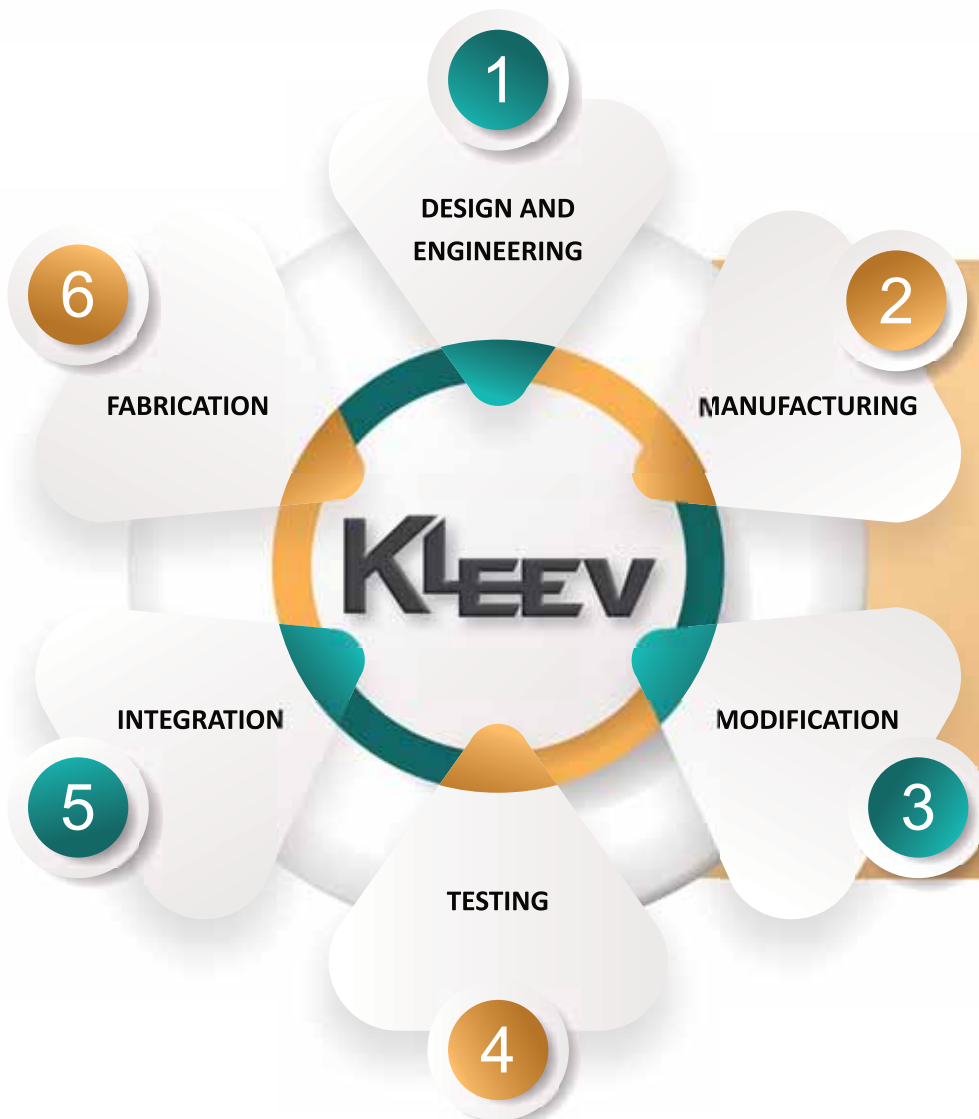 1
DESIGN AND
ENGINEERING
2
MANUFACTURING
3
MODIFICATION
4
TESTING
5
INTEGRATION
6
FABRICATION
KLEEV